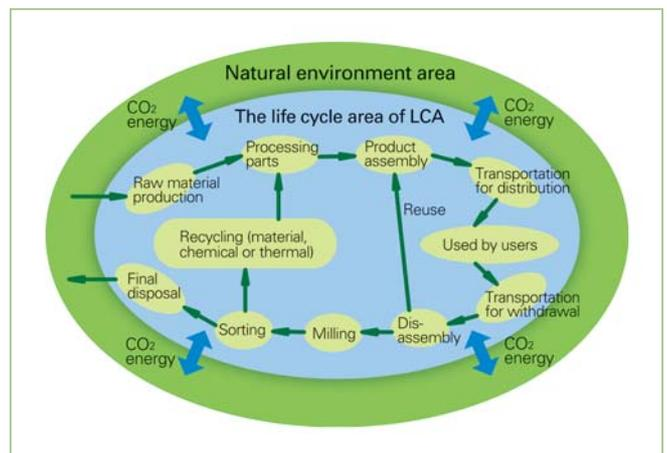 Natural environment area
CO2
energy
CO2
energy
The life cycle area of LCA
Processing
parts
Product
assembly
Raw material
production
Transportation
for distribution
Reuse
Recycling (material,
chemical or thermal)
Used by users
Final
disposal
Transportation
for withdrawal
Sorting
Milling
Dis-
assembly
CO2
energy
CO2
energy